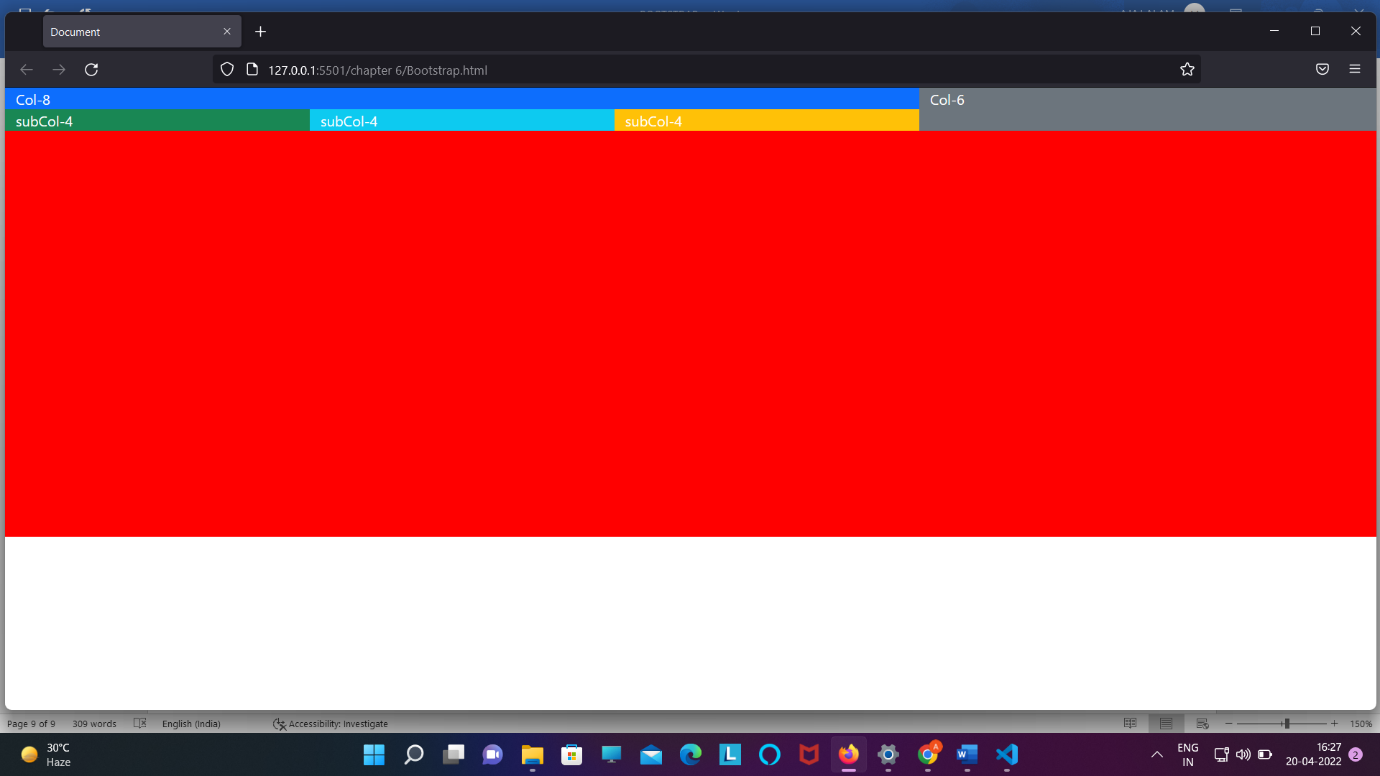 Document
127.0.0.1:5501/chapter 6/Bootstrap.html
Col-8
Col-6
subCol-4
subCol-4
subCol-4
Page 9 of 9
309 words
English (India)
Accessibility: Investigate
150%
30°C
Haze
L
A
W
ENG
IN
16:27
20-04-2022
2